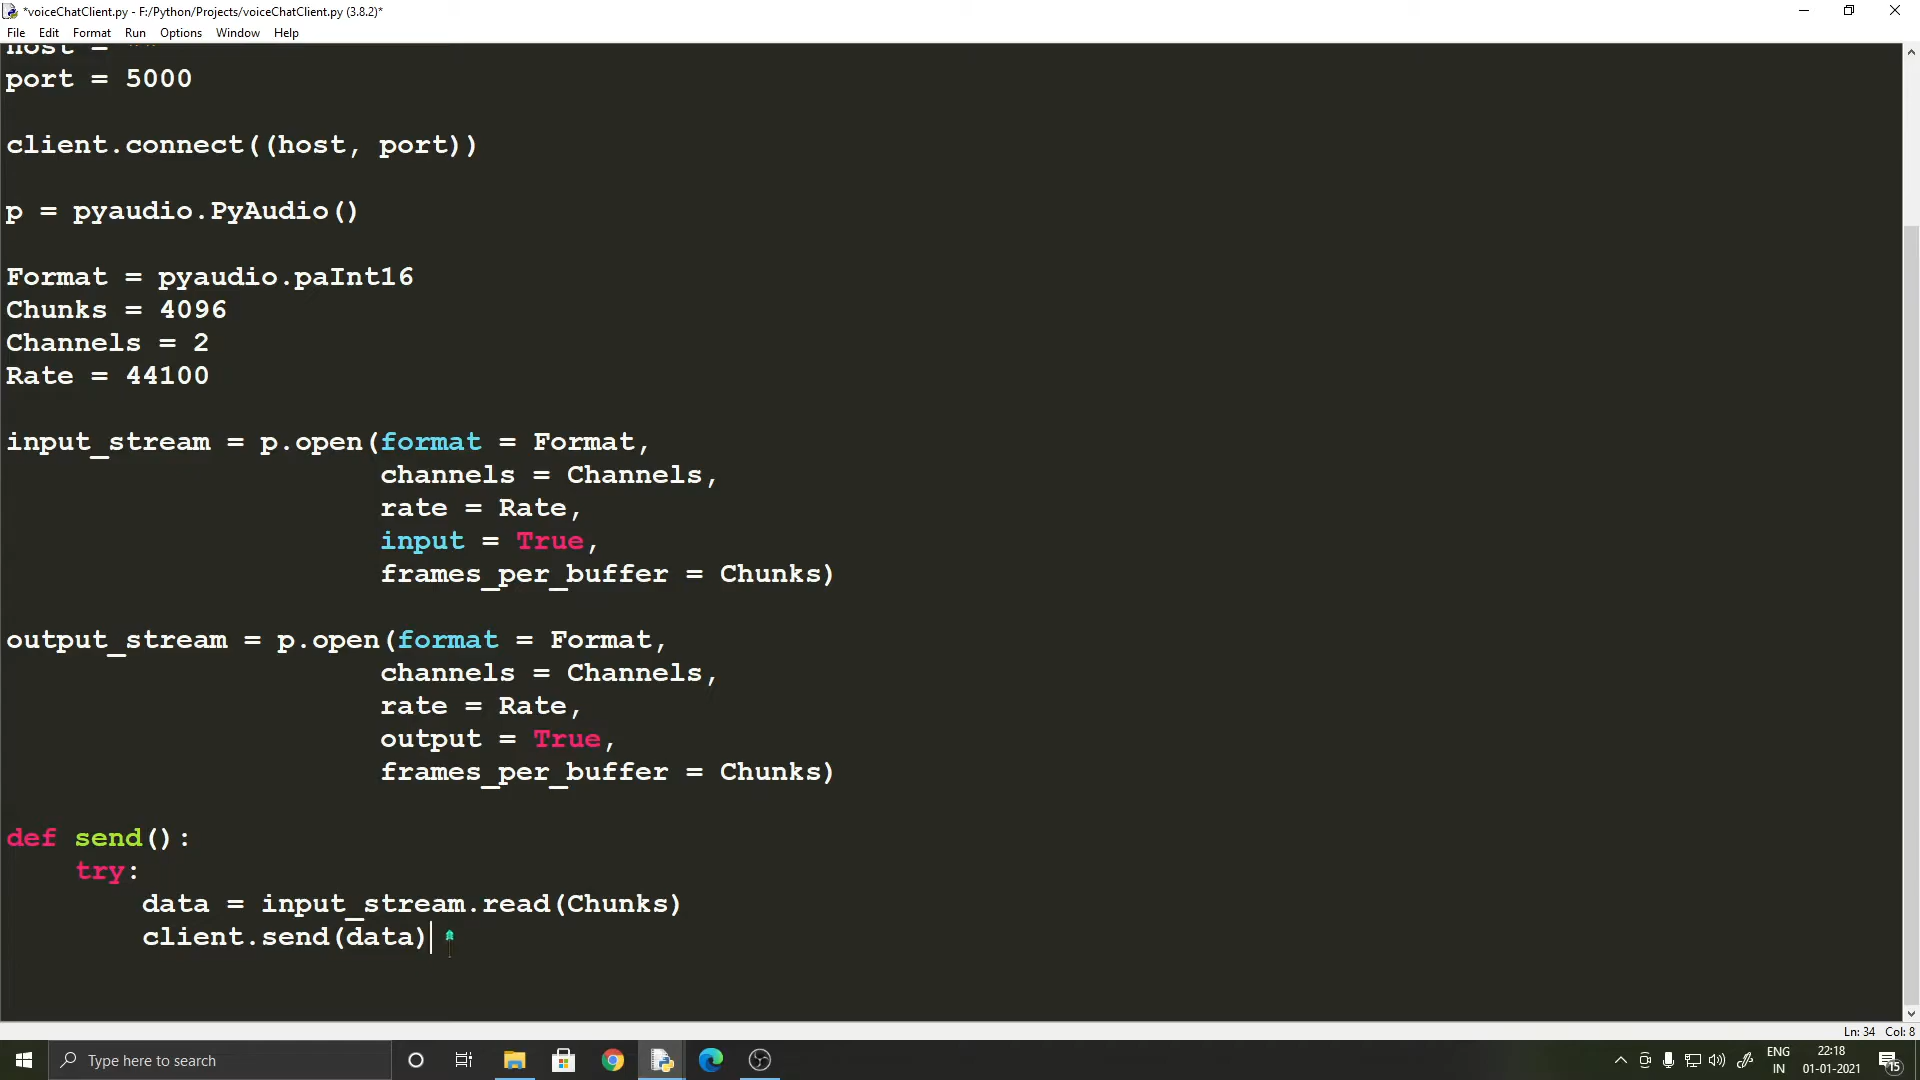 *voiceChatClient.py - F:/Python/Projects/voiceChatClient.py (3.8.2)*
File Edit Format Run Options Window Help
host = ""
port = 5000
client.connect((host, port))
p = pyaudio.PyAudio()
Format = pyaudio.paInt16
Chunks = 4096
Channels = 2
Rate = 44100
input_stream = p.open(format = Format,
channels = Channels,
rate = Rate,
input = True,
frames_per_buffer = Chunks)
output_stream = p.open(format = Format,
channels = Channels,
rate = Rate,
output = True,
frames_per_buffer = Chunks)
def send():
try:
data = input_stream.read(Chunks)
client.send(data)
Ln: 34 Col: 8
Type here to search
ENG
IN
22:18
01-01-2021
15